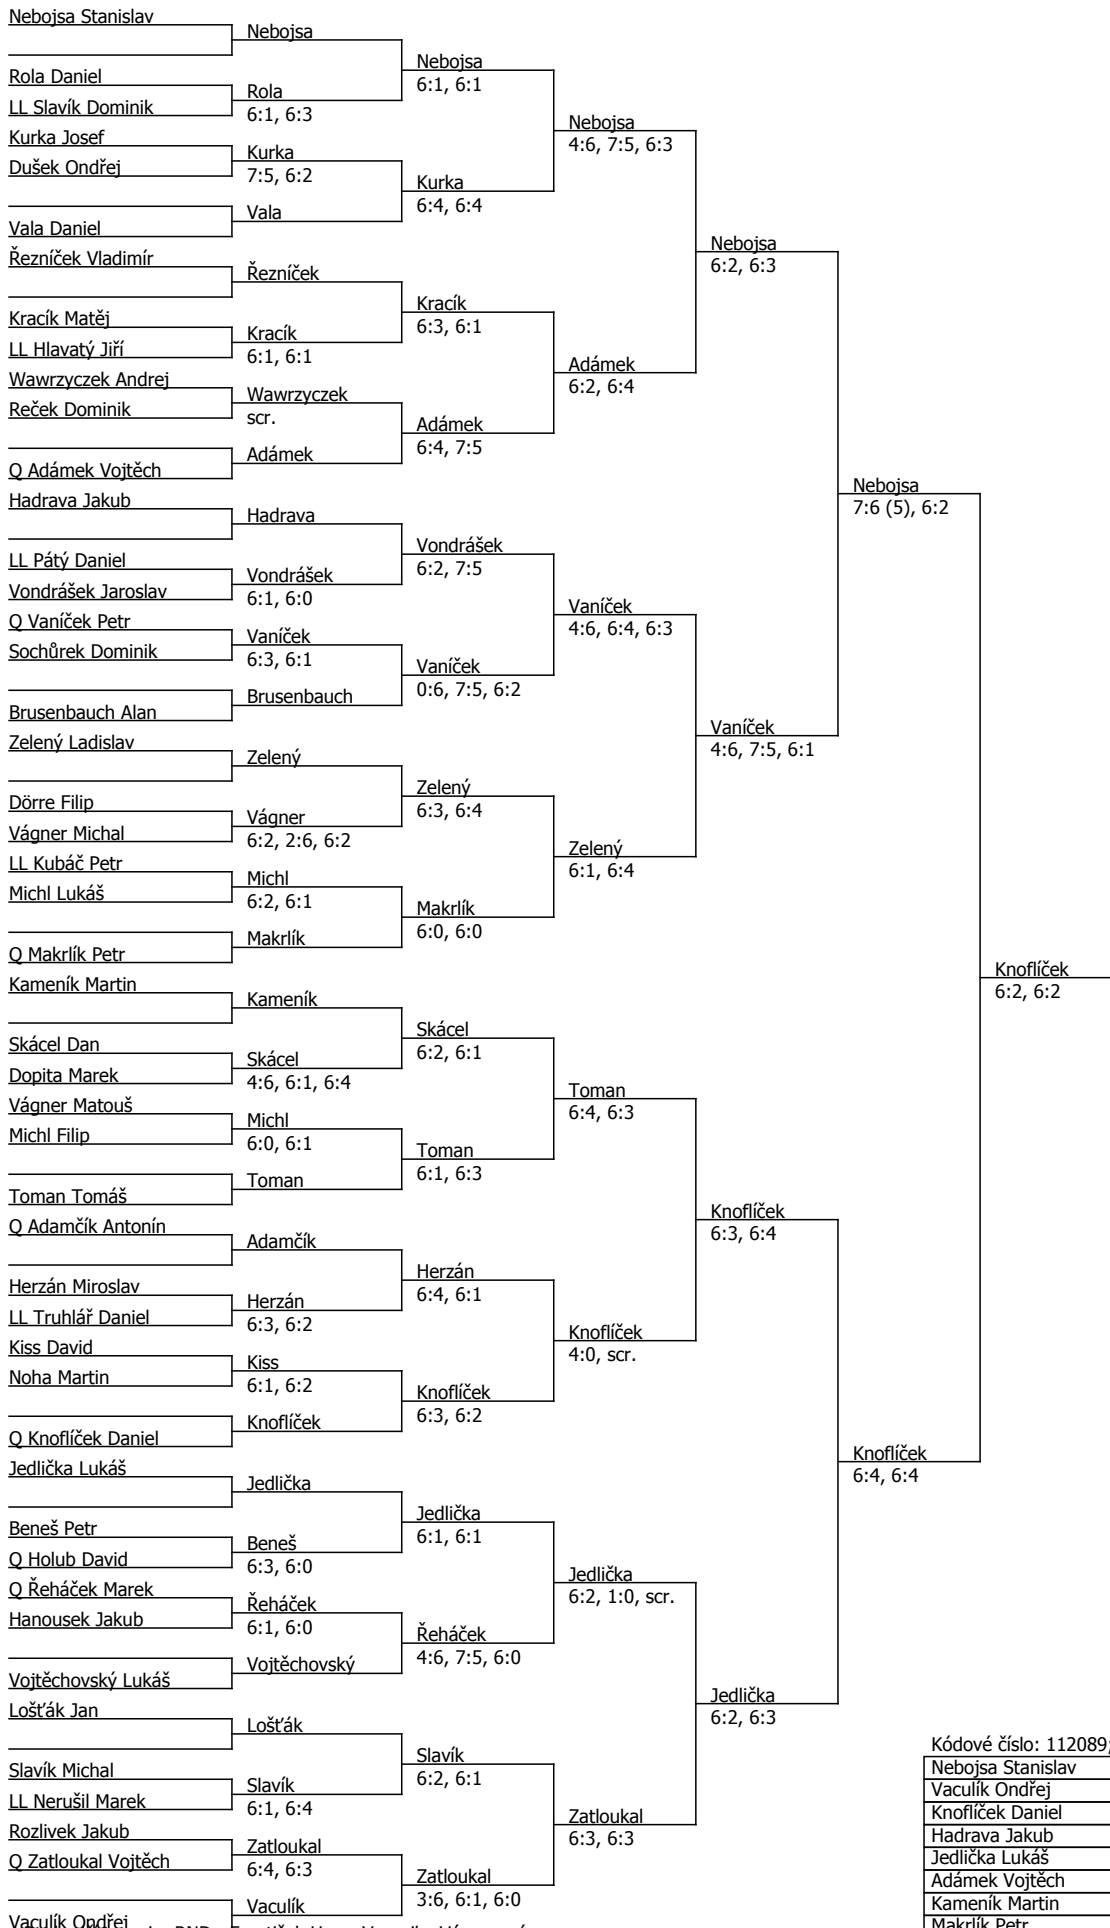 Nebojsa Stanislav
Rola Daniel
LL Slavík Dominik
Kurka Josef
Dušek Ondřej
Vala Daniel
Řezníček Vladimír
Kracík Matěj
LL Hlavatý Jiří
Wawrzyczek Andrej
Reček Dominik
Q Adámek Vojtěch
Hadrava Jakub
LL Pátý Daniel
Vondrášek Jaroslav
Q Vaníček Petr
Sochůrek Dominik
Brusenbauch Alan
Zelený Ladislav
Dörre Filip
Vágner Michal
LL Kubáč Petr
Michl Lukáš
Q Makrlík Petr
Kameník Martin
Skácel Dan
Dopita Marek
Vágner Matouš
Michl Filip
Toman Tomáš
Q Adamčík Antonín
Herzán Miroslav
LL Truhlář Daniel
Kiss David
Noha Martin
Q Knoflíček Daniel
Jedlička Lukáš
Beneš Petr
Q Holub David
Q Řeháček Marek
Hanousek Jakub
Vojtěchovský Lukáš
Lošťák Jan
Slavík Michal
LL Nerušil Marek
Rozlivek Jakub
Q Zatloukal Vojtěch
Vaculík Ondřej
Nebojsa
Rola
6:1, 6:3
Kurka
7:5, 6:2
Vala
Řezníček
Kracík
6:1, 6:1
Wawrzyczek
scr.
Adámek
Hadrava
Vondrášek
6:1, 6:0
Vaníček
6:3, 6:1
Brusenbauch
Zelený
Vágner
6:2, 2:6, 6:2
Michl
6:2, 6:1
Makrlík
Kameník
Skácel
4:6, 6:1, 6:4
Michl
6:0, 6:1
Toman
Adamčík
Herzán
6:3, 6:2
Kiss
6:1, 6:2
Knoflíček
Jedlička
Beneš
6:3, 6:0
Řeháček
6:1, 6:0
Vojtěchovský
Lošťák
Slavík
6:1, 6:4
Zatloukal
6:4, 6:3
Vaculík
Nebojsa
6:1, 6:1
Kurka
6:4, 6:4
Kracík
6:3, 6:1
Adámek
6:4, 7:5
Vondrášek
6:2, 7:5
Vaníček
0:6, 7:5, 6:2
Zelený
6:3, 6:4
Makrlík
6:0, 6:0
Skácel
6:2, 6:1
Toman
6:1, 6:3
Herzán
6:4, 6:1
Knoflíček
6:3, 6:2
Jedlička
6:1, 6:1
Řeháček
4:6, 7:5, 6:0
Slavík
6:2, 6:1
Zatloukal
3:6, 6:1, 6:0
Nebojsa
4:6, 7:5, 6:3
Adámek
6:2, 6:4
Vaníček
4:6, 6:4, 6:3
Zelený
6:1, 6:4
Toman
6:4, 6:3
Knoflíček
4:0, scr.
Jedlička
6:2, 1:0, scr.
Zatloukal
6:3, 6:3
Nebojsa
6:2, 6:3
Vaníček
4:6, 7:5, 6:1
Knoflíček
6:3, 6:4
Jedlička
6:2, 6:3
Nebojsa
7:6 (5), 6:2
Knoflíček
6:4, 6:4
Knoflíček
6:2, 6:2
Kódové číslo: 112089;
Nebojsa Stanislav
Vaculík Ondřej
Knoflíček Daniel
Hadrava Jakub
Jedlička Lukáš
Adámek Vojtěch
Kameník Martin
Makrlík Petr